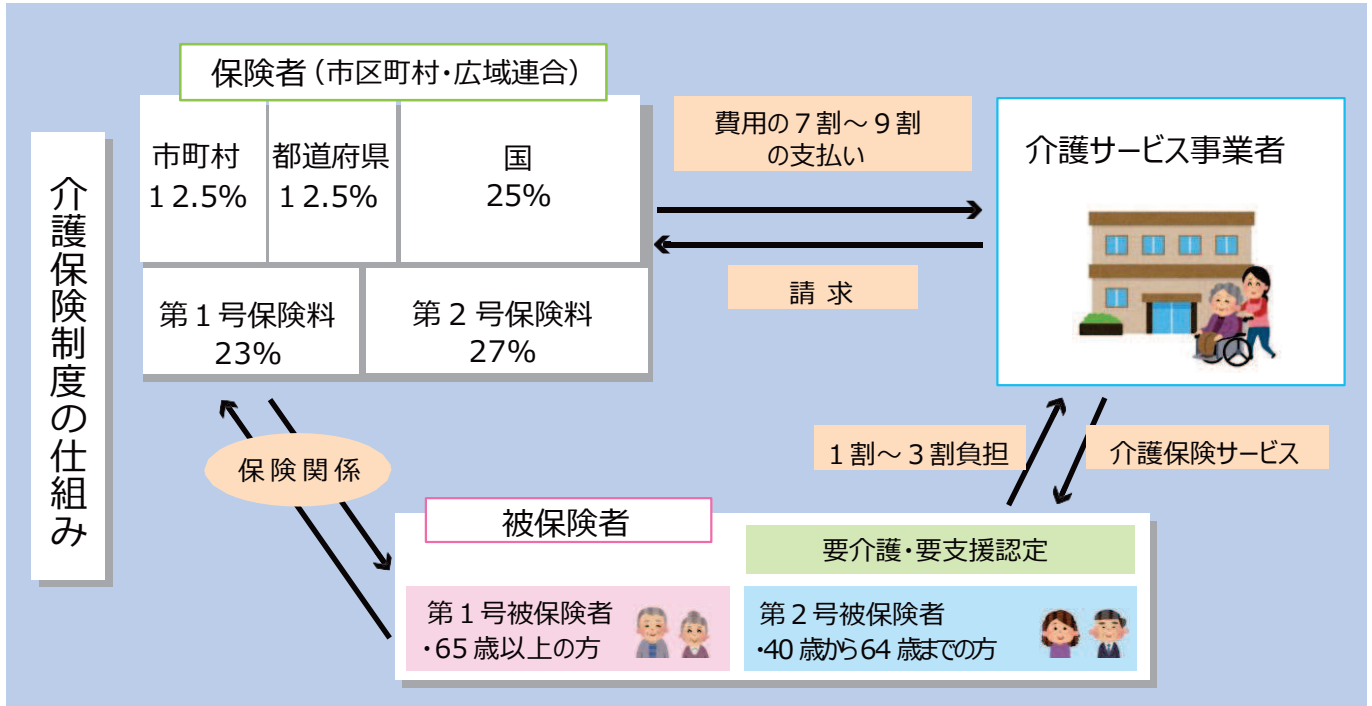 介護保険制度の仕組み
保険者（市区町村・広域連合）
市町村
１２.5%
都道府県
１２.5%
国
25%
第１号保険料
23%
第２号保険料
27%
費用の７割～９割
の支払い
請 求
介護サービス事業者
保険関係
１割～３割負担
介護保険サービス
被保険者
要介護・要支援認定
第１号被保険者
・65歳以上の方
第２号被保険者
・40歳から64歳までの方